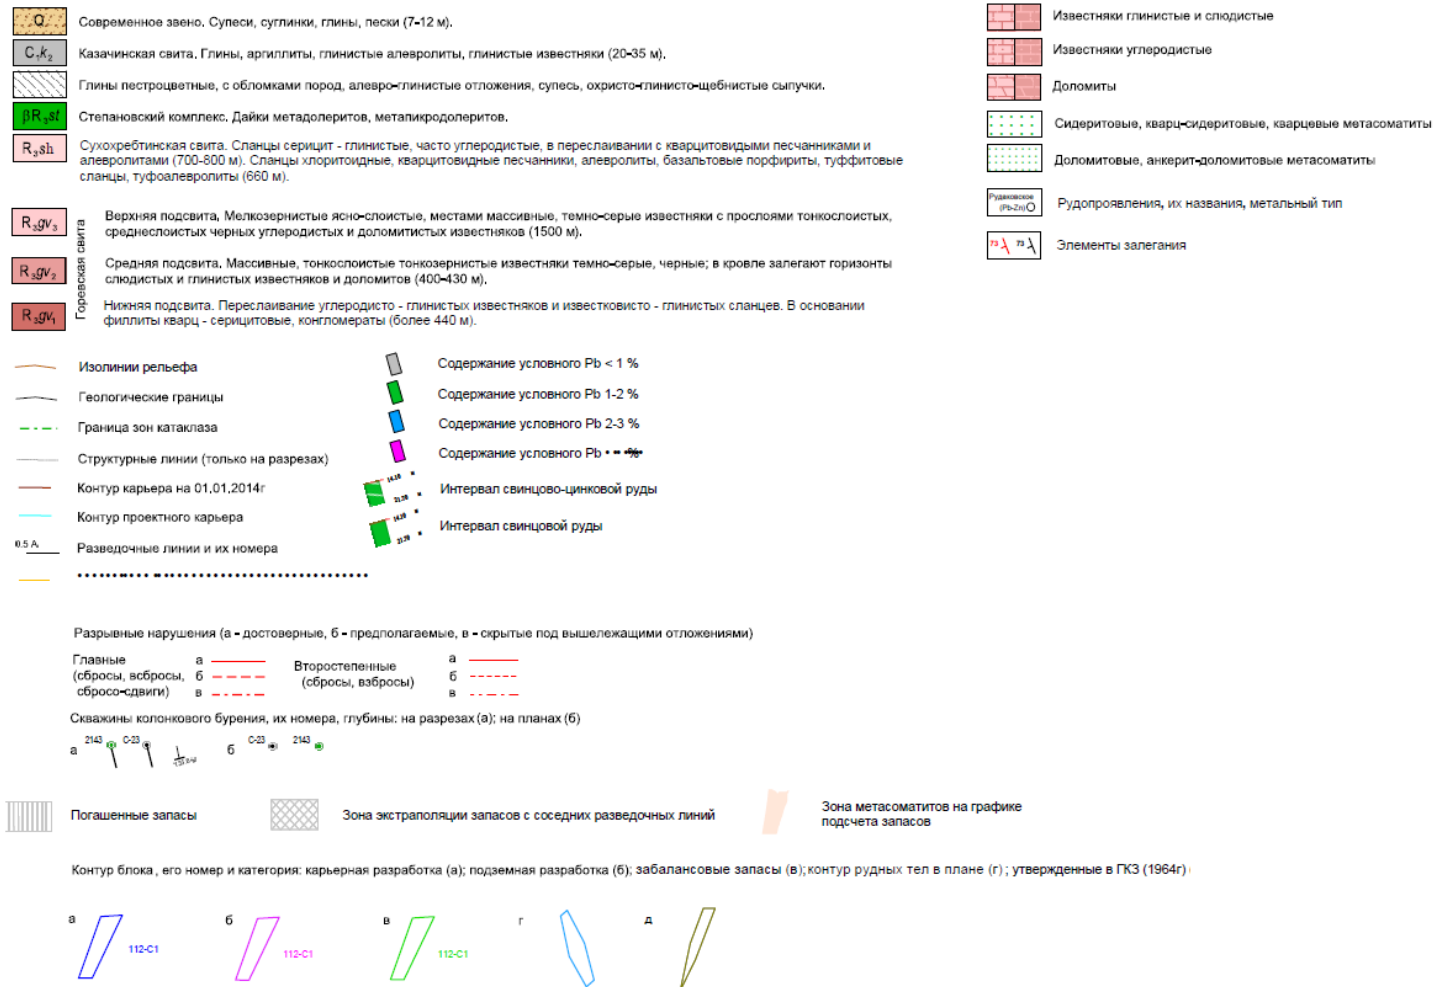 Q Современное звено. Супеси, суглинки, глины, пески (7-12 м).
C₁k₂ Казачинская свита. Глины, аргиллиты, глинистые алевролиты, глинистые известняки (20-35 м).
Глины пестроцветные, с обломками пород, алевро-глинистые отложения, супесь, охристо-глинисто-щебнистые сыпучки.
βR₃st Степановский комплекс. Дайки метадолеритов, метапикродолеритов.
R₃sh Сухохребтинская свита. Сланцы серицит - глинистые, часто углеродистые, в переслаивании с кварцитовидыми песчанниками и
алевролитами (700-800 м). Сланцы хлоритоидные, кварцитовидные песчанники, алевролиты, базальтовые порфириты, туффитовые
сланцы, туфоалевролиты (660 м).
Горевская свита
R₃gv₃ Верхняя подсвита. Мелкозернистые ясно-слоистые, местами массивные, темно-серые известняки с прослоями тонкослоистых,
среднеслоистых черных углеродистых и доломитистых известняков (1500 м).
R₃gv₂ Средняя подсвита. Массивные, тонкослоистые тонкозернистые известняки темно-серые, черные; в кровле залегают горизонты
слюдистых и глинистых известняков и доломитов (400-430 м).
R₃gv₁ Нижняя подсвита. Переслаивание углеродисто - глинистых известняков и известковисто - глинистых сланцев. В основании
филлиты кварц - серицитовые, конгломераты (более 440 м).
Известняки глинистые и слюдистые
Известняки углеродистые
Доломиты
Сидеритовые, кварц-сидеритовые, кварцевые метасоматиты
Доломитовые, анкерит-доломитовые метасоматиты
Рудаковское
(Pb-Zn) Рудопроявления, их названия, метальный тип
73 73 Элементы залегания
Изолинии рельефа
Геологические границы
Граница зон катаклаза
Структурные линии (только на разрезах)
Контур карьера на 01.01.2014г
Контур проектного карьера
0.5 А. Разведочные линии и их номера
Содержание условного Pb < 1 %
Содержание условного Pb 1-2 %
Содержание условного Pb 2-3 %
Содержание условного Pb
Интервал свинцово-цинковой руды
Интервал свинцовой руды
Разрывные нарушения (а - достоверные, б - предполагаемые, в - скрытые под вышележащими отложениями)
Главные
(сбросы, всбросы,
сбросо-сдвиги)
а
б
в
Второстепенные
(сбросы, взбросы)
а
б
в
Скважины колонкового бурения, их номера, глубины: на разрезах (а); на планах (б)
а 2143 С-23 б С-23 2143
Погашенные запасы
Зона экстраполяции запасов с соседних разведочных линий
Зона метасоматитов на графике
подсчета запасов
Контур блока , его номер и категория: карьерная разработка (а); подземная разработка (б); забалансовые запасы (в); контур рудных тел в плане (г) ; утвержденные в ГКЗ (1964г)
а 112-С1 б 112-С1 в 112-С1 г д